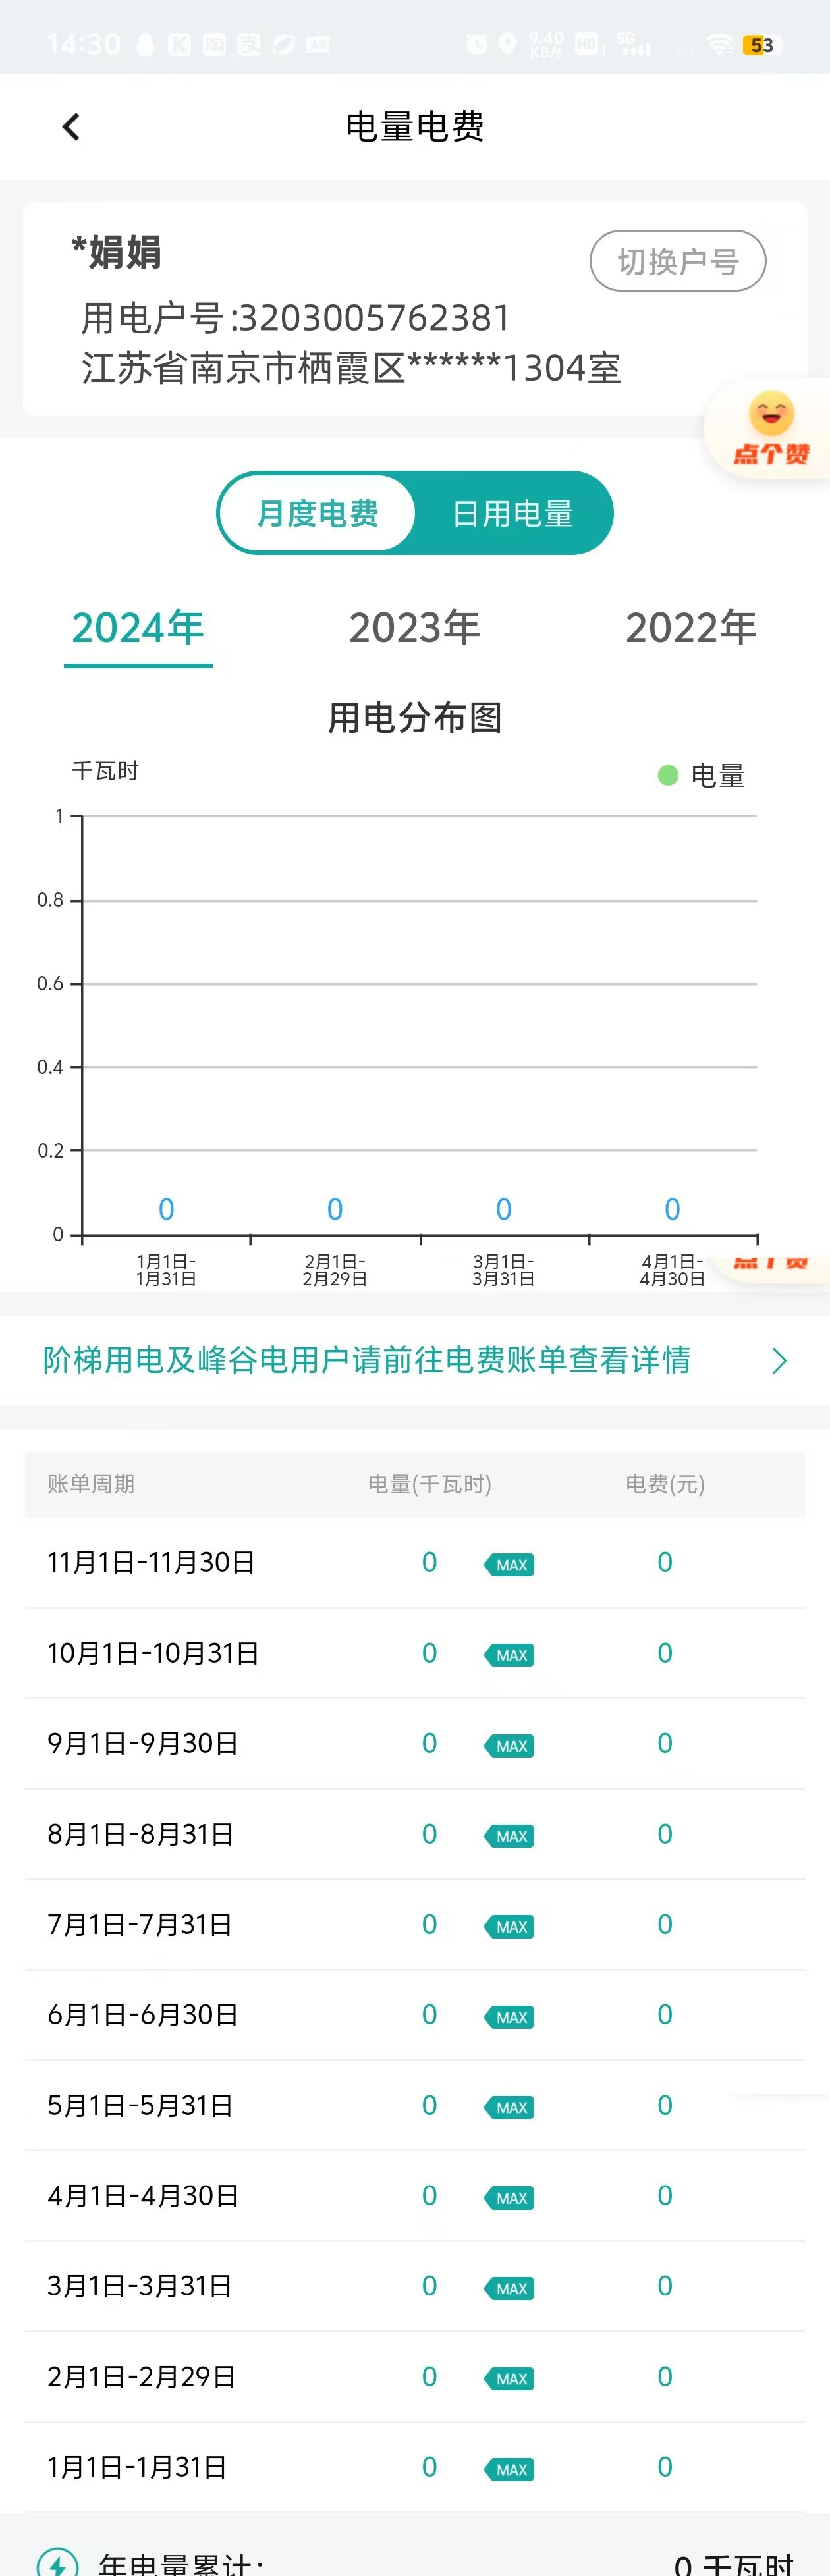 14:30
9.40 KB/s
HD
5G
53
电量电费
*娟娟
切换户号
用电户号:3203005762381
江苏省南京市栖霞区******1304室
点个赞
月度电费
日用电量
2024年
2023年
2022年
用电分布图
千瓦时
电量
1
0.8
0.6
0.4
0.2
0
0
0
0
0
1月1日-
1月31日
2月1日-
2月29日
3月1日-
3月31日
4月1日-
4月30日
点个赞
阶梯用电及峰谷电用户请前往电费账单查看详情
账单周期 电量(千瓦时) 电费(元)
11月1日-11月30日 0 MAX 0
10月1日-10月31日 0 MAX 0
9月1日-9月30日 0 MAX 0
8月1日-8月31日 0 MAX 0
7月1日-7月31日 0 MAX 0
6月1日-6月30日 0 MAX 0
5月1日-5月31日 0 MAX 0
4月1日-4月30日 0 MAX 0
3月1日-3月31日 0 MAX 0
2月1日-2月29日 0 MAX 0
1月1日-1月31日 0 MAX 0
年电量累计: 0 千瓦时